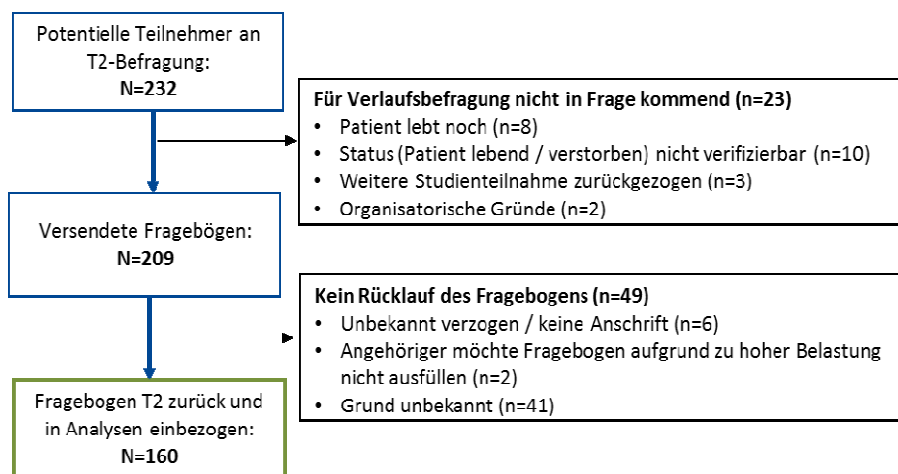 Potentielle Teilnehmer an
T2-Befragung:
N=232
Für Verlaufsbefragung nicht in Frage kommend (n=23)
• Patient lebt noch (n=8)
• Status (Patient lebend / verstorben) nicht verifizierbar (n=10)
• Weitere Studienteilnahme zurückgezogen (n=3)
• Organisatorische Gründe (n=2)
Versendete Fragebögen:
N=209
Kein Rücklauf des Fragebogens (n=49)
• Unbekannt verzogen / keine Anschrift (n=6)
• Angehöriger möchte Fragebogen aufgrund zu hoher Belastung
nicht ausfüllen (n=2)
• Grund unbekannt (n=41)
Fragebogen T2 zurück und
in Analysen einbezogen:
N=160